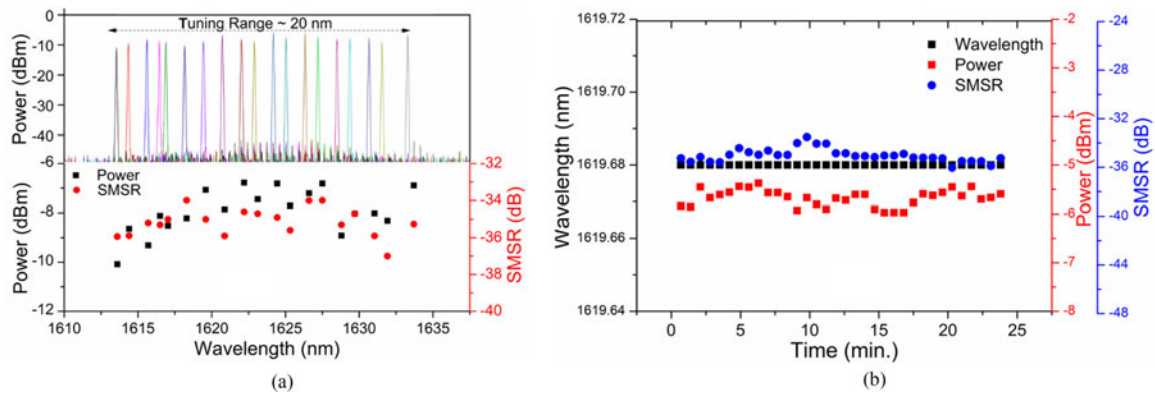 Tuning Range ~ 20 nm
Power (dBm)
0
-10
-20
-30
-40
-6
-8
-10
-12
Power (dBm)
Power
SMSR
-32
-34
-36
-38
-40
SMSR (dB)
1610 1615 1620 1625 1630 1635
Wavelength (nm)
(a)
1619.72
1619.70
1619.68
1619.66
1619.64
Wavelength (nm)
Wavelength
Power
SMSR
-2
-3
-4
-5
-6
-7
-8
Power (dBm)
-24
-28
-32
-36
-40
-44
-48
SMSR (dB)
0 5 10 15 20 25
Time (min.)
(b)